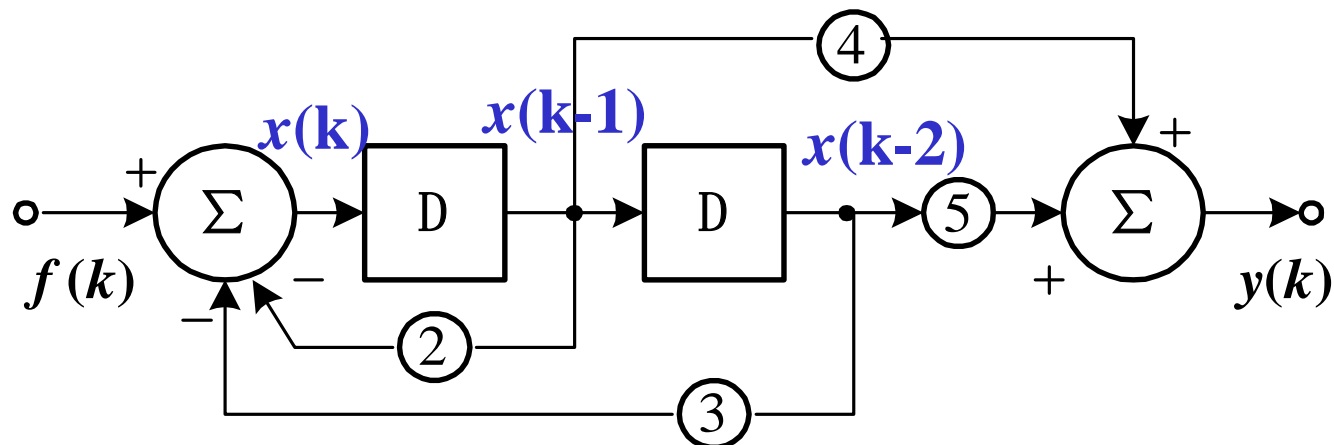 4
x(k)
x(k-1)
x(k-2)
+
+
Σ
D
D
5
Σ
f(k)
−
−
+
y(k)
2
3